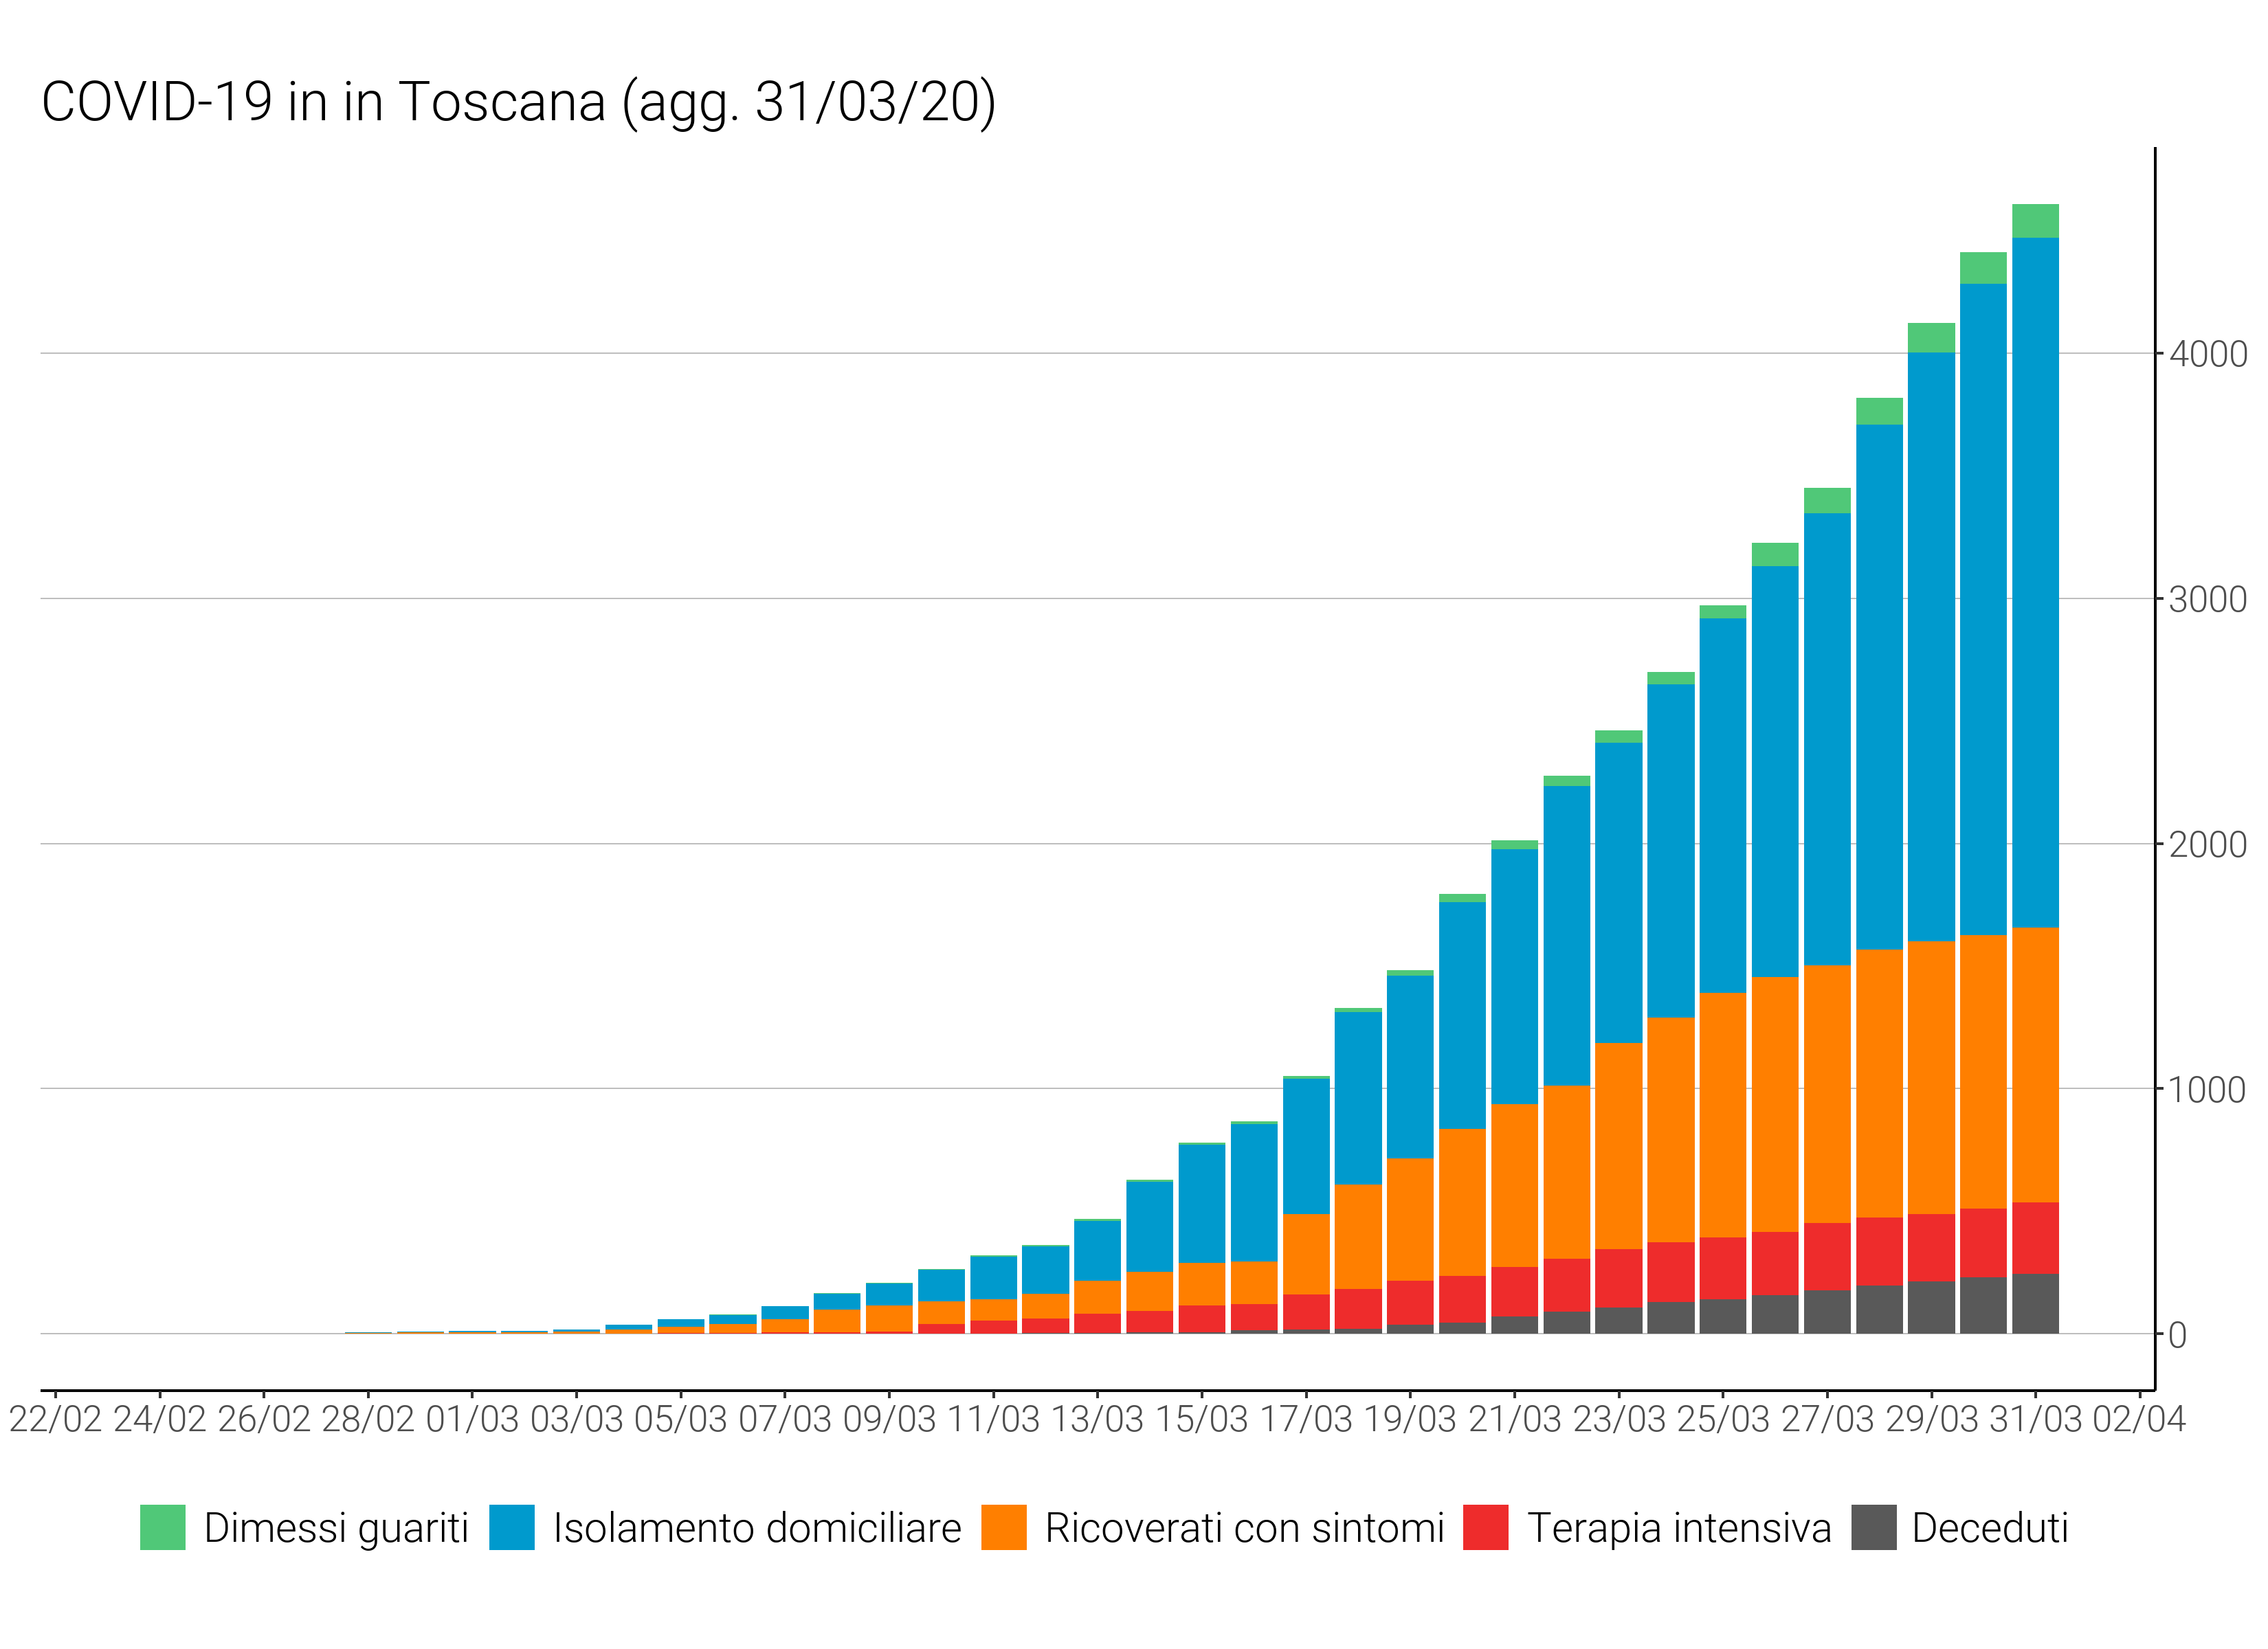 COVID-19 in in Toscana (agg. 31/03/20)
4000
3000
2000
1000
0
22/02 24/02 26/02 28/02 01/03 03/03 05/03 07/03 09/03 11/03 13/03 15/03 17/03 19/03 21/03 23/03 25/03 27/03 29/03 31/03 02/04
Dimessi guariti Isolamento domiciliare Ricoverati con sintomi Terapia intensiva Deceduti